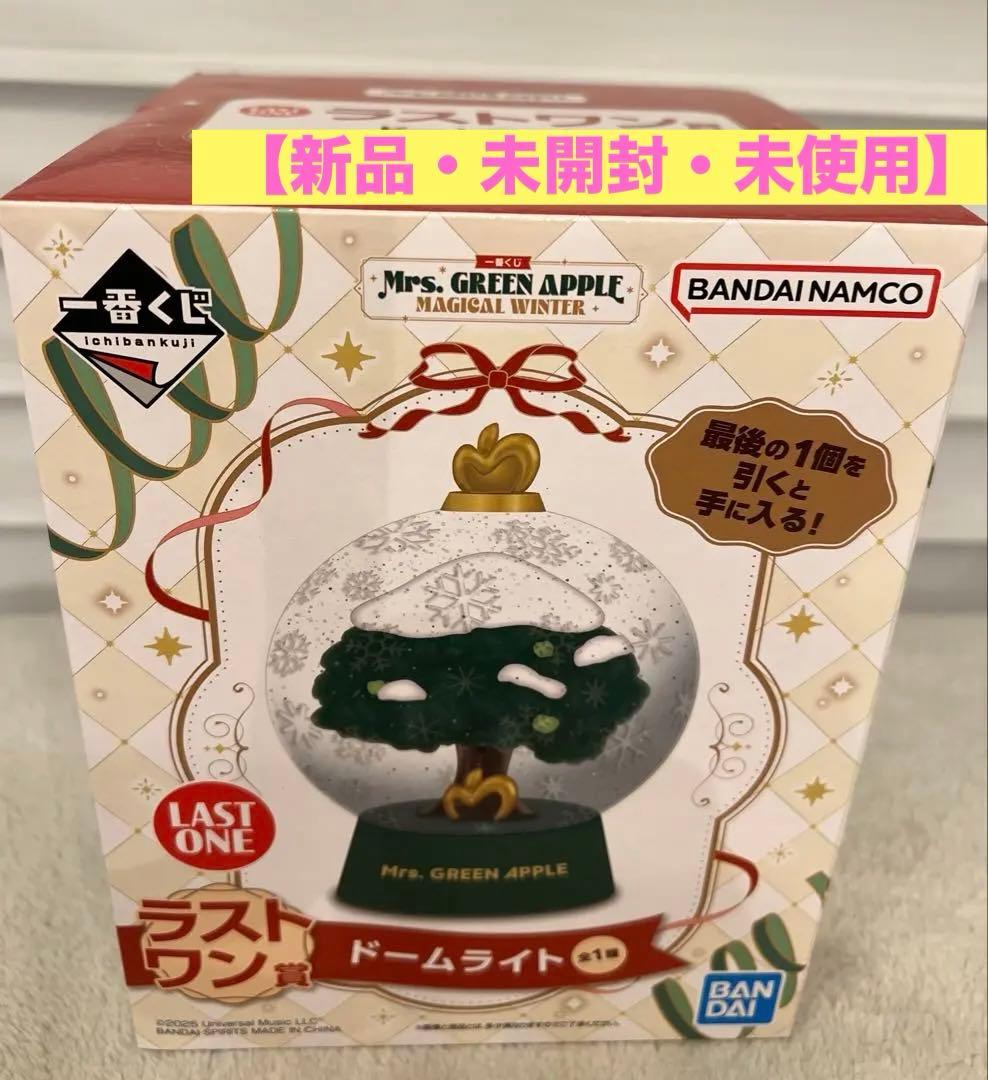 ラストワン
【新品・未開封・未使用】
一番くじ
ichibankuji
一番くじ
Mrs. GREEN APPLE
MAGICAL WINTER
BANDAI NAMCO
最後の1個を
引くと
手に入る!
LAST
ONE
Mrs. GREEN APPLE
ラスト
ワン賞
ドームライト 全1種
BAN
DAI
©2025 Universal Music LLC
BANDAI SPIRITS MADE IN CHINA